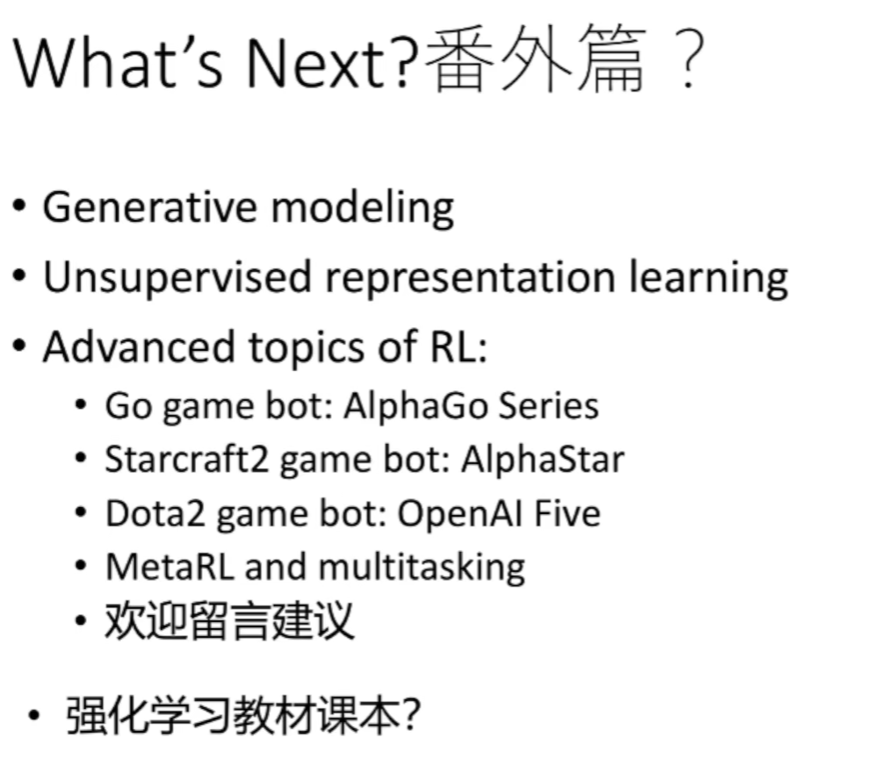 What’s Next?番外篇？
• Generative modeling
• Unsupervised representation learning
• Advanced topics of RL:
• Go game bot: AlphaGo Series
• Starcraft2 game bot: AlphaStar
• Dota2 game bot: OpenAI Five
• MetaRL and multitasking
• 欢迎留言建议
• 强化学习教材课本?